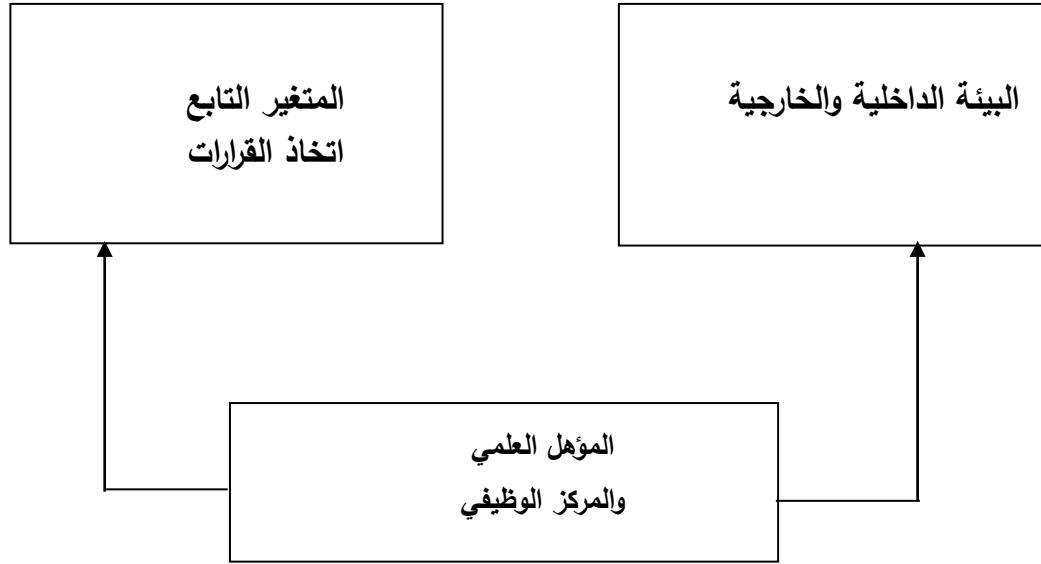 البيئة الداخلية والخارجية
المتغير التابع
اتخاذ القرارات
المؤهل العلمي
والمركز الوظيفي